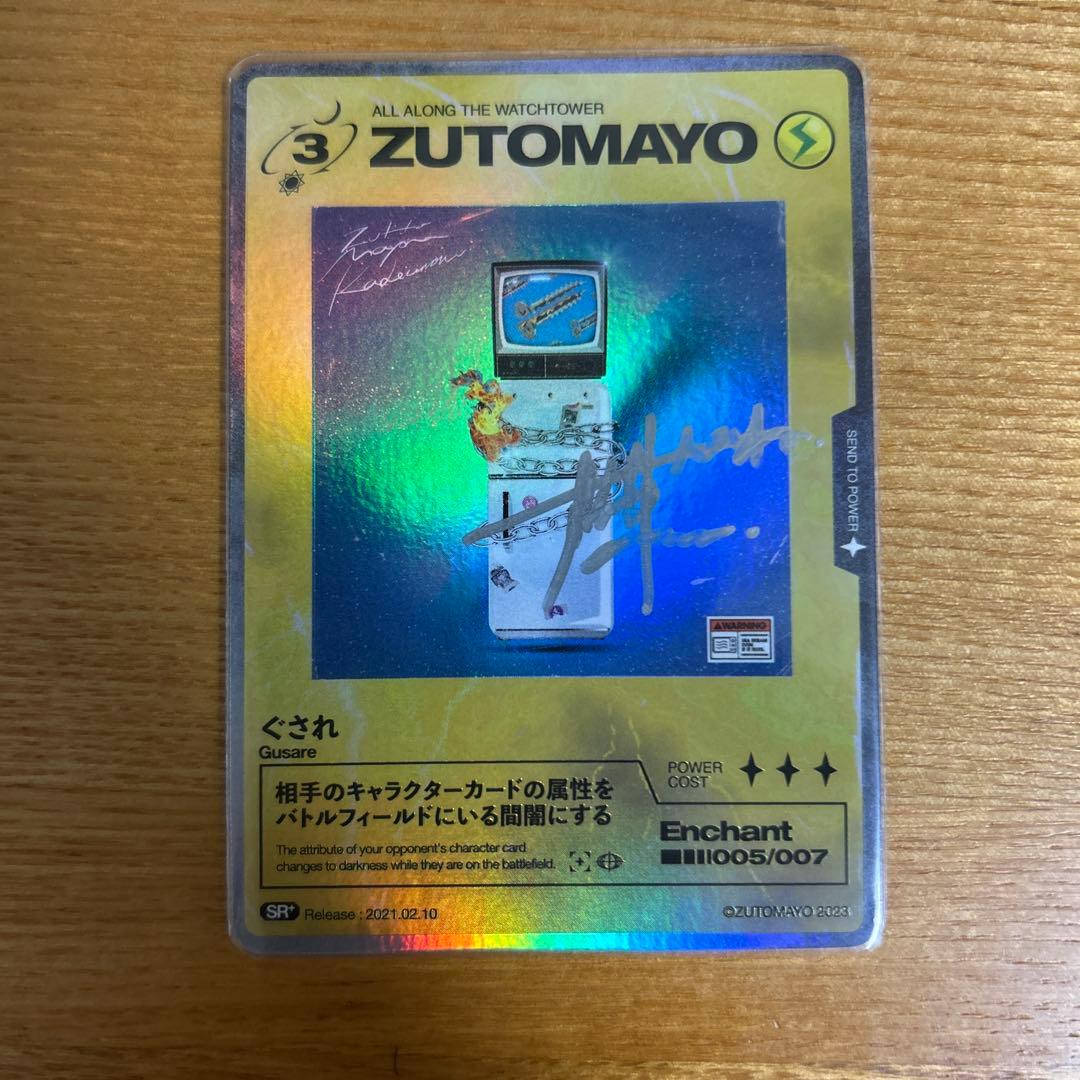 ALL ALONG THE WATCHTOWER
3
ZUTOMAYO
SEND TO POWER
WARNING
ぐされ
Gusare
POWER
COST
相手のキャラクターカードの属性を
バトルフィールドにいる間闇にする
The attribute of your opponent's character card
changes to darkness while they are on the battlefield.
Enchant
005/007
SR+ Release : 2021.02.10
©ZUTOMAYO 2023